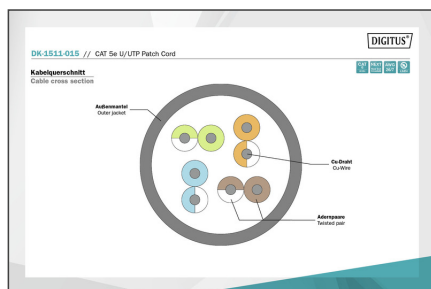 DIGITUS®
DK-1511-015 // CAT 5e U/UTP Patch Cord
Kabelquerschnitt
Cable cross section
Außenmantel
Outer jacket
Cu-Draht
Cu-Wire
Adernpaare
Twisted pair